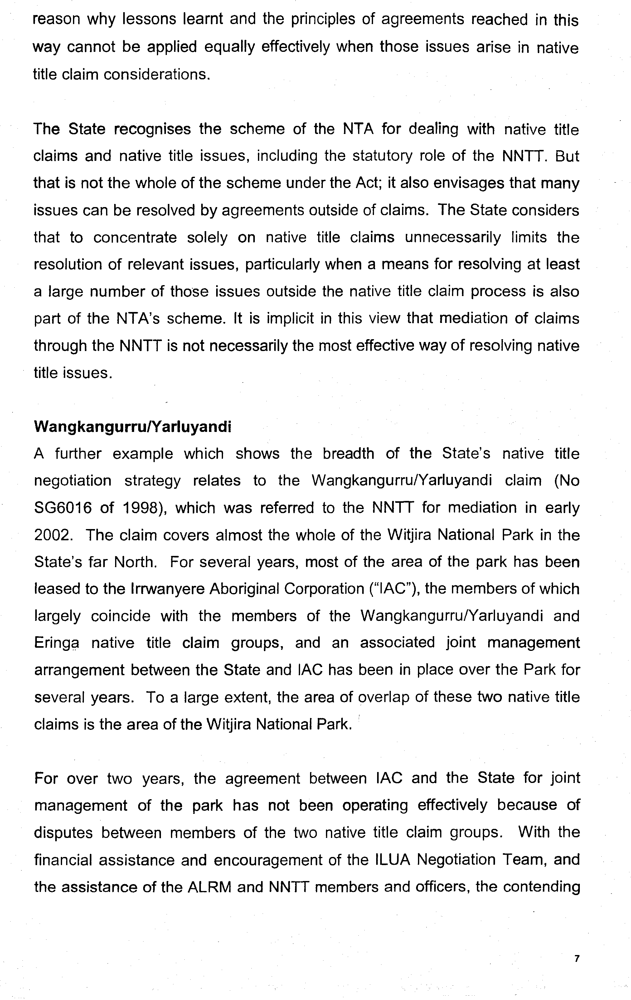 reason why lessons learnt and the principles of agreements reached in this
way cannot be applied equally effectively when those issues arise in native
title claim considerations.
The State recognises the scheme of the NTA for dealing with native title
claims and native title issues, including the statutory role of the NNTT. But
that is not the whole of the scheme under the Act; it also envisages that many
issues can be resolved by agreements outside of claims. The State considers
that to concentrate solely on native title claims unnecessarily limits the
resolution of relevant issues, particularly when a means for resolving at least
a large number of those issues outside the native title claim process is also
part of the NTA's scheme. It is implicit in this view that mediation of claims
through the NNTT is not necessarily the most effective way of resolving native
title issues.
Wangkangurru/Yarluyandi
A further example which shows the breadth of the State's native title
negotiation strategy relates to the Wangkangurru/Yarluyandi claim (No
SG6016 of 1998), which was referred to the NNTT for mediation in early
2002. The claim covers almost the whole of the Witjira National Park in the
State's far North. For several years, most of the area of the park has been
leased to the Irrwanyere Aboriginal Corporation ("IAC"), the members of which
largely coincide with the members of the Wangkangurru/Yarluyandi and
Eringa native title claim groups, and an associated joint management
arrangement between the State and IAC has been in place over the Park for
several years. To a large extent, the area of overlap of these two native title
claims is the area of the Witjira National Park.
For over two years, the agreement between IAC and the State for joint
management of the park has not been operating effectively because of
disputes between members of the two native title claim groups. With the
financial assistance and encouragement of the ILUA Negotiation Team, and
the assistance of the ALRM and NNTT members and officers, the contending
7